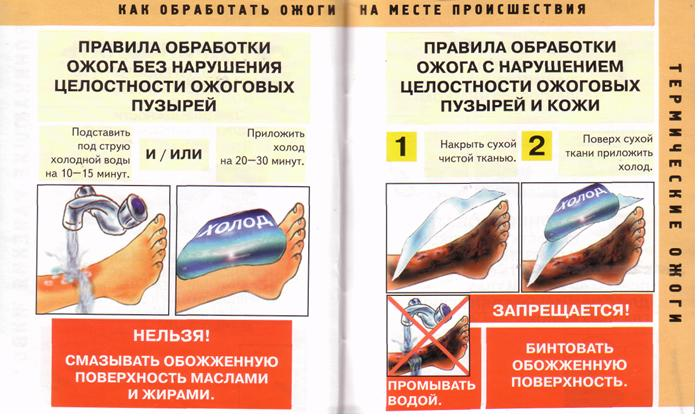 КАК ОБРАБОТАТЬ ОЖОГИ НА МЕСТЕ ПРОИСШЕСТВИЯ
ПРАВИЛА ОБРАБОТКИ
ОЖОГА БЕЗ НАРУШЕНИЯ
ЦЕЛОСТНОСТИ ОЖОГОВЫХ
ПУЗЫРЕЙ
Подставить
под струю
холодной воды
на 10—15 минут.
И / ИЛИ
Приложить
холод
на 20—30 минут.
ХОЛОД
НЕЛЬЗЯ!
СМАЗЫВАТЬ ОБОЖЖЕННУЮ
ПОВЕРХНОСТЬ МАСЛАМИ
И ЖИРАМИ.
ПРАВИЛА ОБРАБОТКИ
ОЖОГА С НАРУШЕНИЕМ
ЦЕЛОСТНОСТИ ОЖОГОВЫХ
ПУЗЫРЕЙ И КОЖИ
1
Накрыть сухой
чистой тканью.
2
Поверх сухой
ткани приложить
холод.
ХОЛОД
ПРОМЫВАТЬ
ВОДОЙ.
ЗАПРЕЩАЕТСЯ!
БИНТОВАТЬ
ОБОЖЖЕННУЮ
ПОВЕРХНОСТЬ.
ТЕРМИЧЕСКИЕ ОЖОГИ